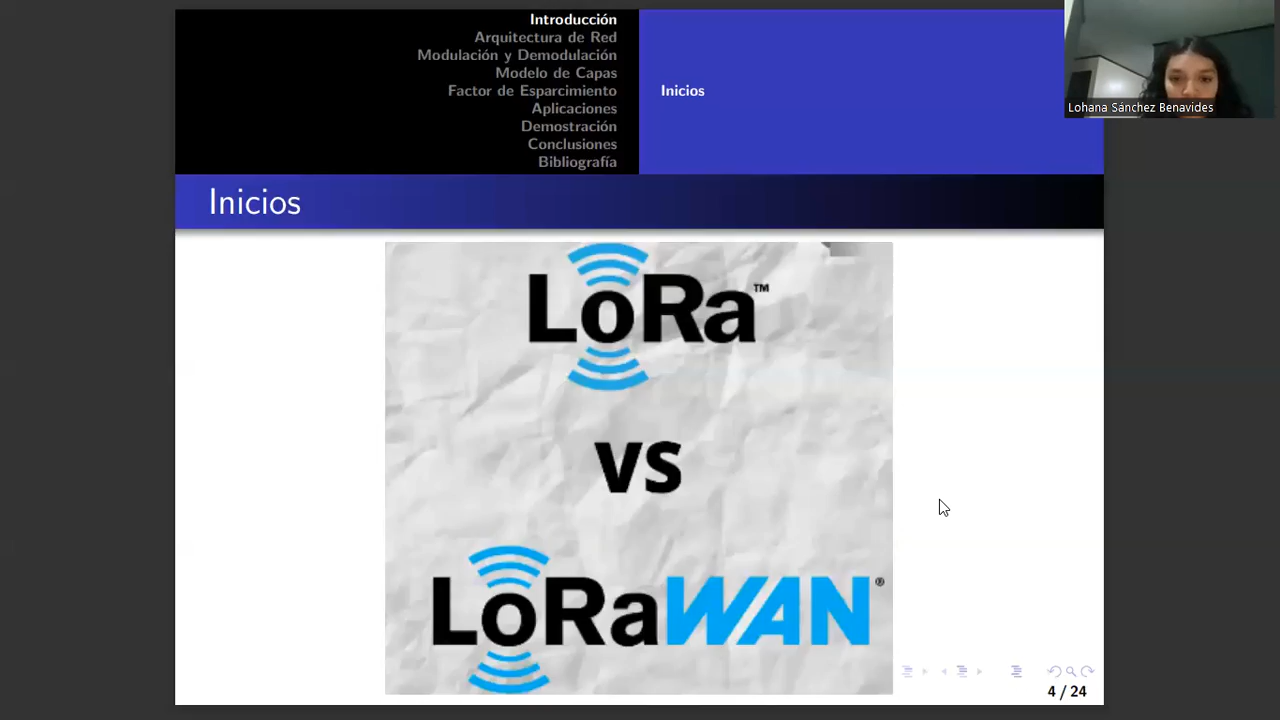 Introducción
Arquitectura de Red
Modulación y Demodulación
Modelo de Capas
Factor de Esparcimiento
Aplicaciones
Demostración
Conclusiones
Bibliografía
Inicios
Lohana Sánchez Benavides
Inicios
LoRa™
VS
LoRaWAN®
4 / 24